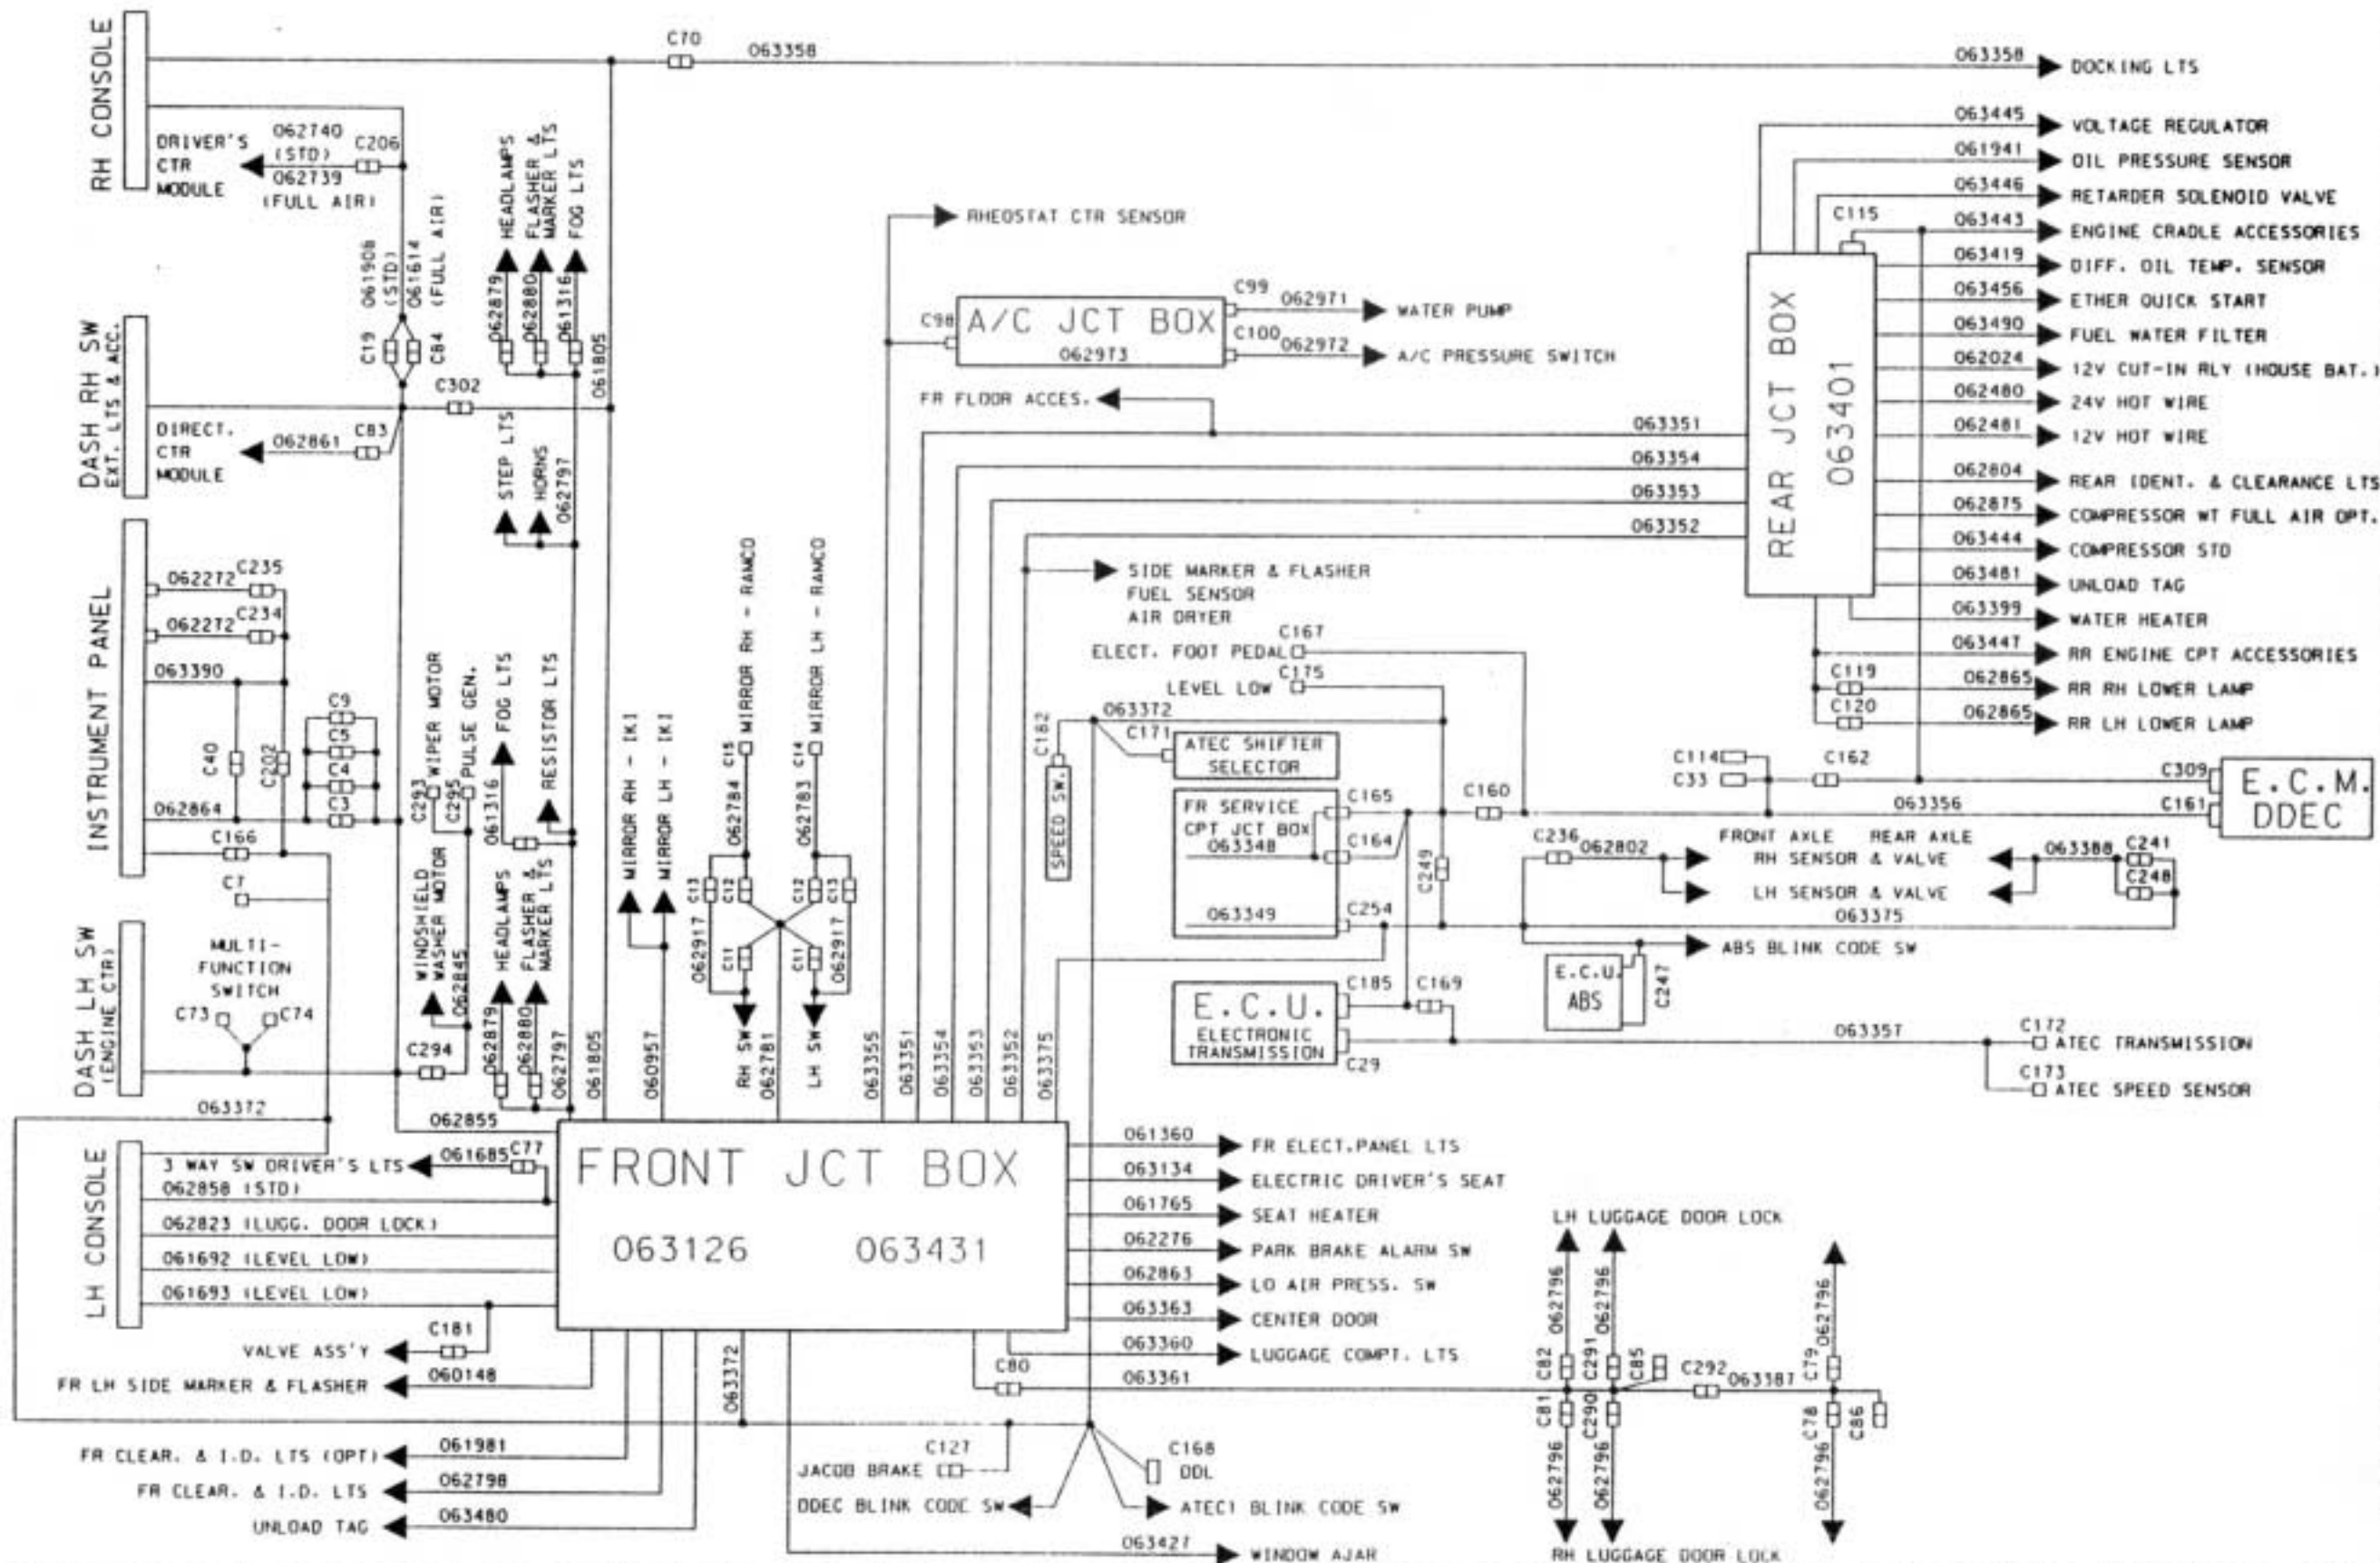 RH CONSOLE
C70
063358
063358
DOCKING LTS
DRIVER'S
CTR
MODULE
062740
(STD)
062739
(FULL AIR)
C206
061908
(STD)
061614
(FULL AIR)
C19
C84
HEADLAMPS
FLASHER &
MARKER LTS
FOG LTS
062879
062880
061316
061805
RHEOSTAT CTR SENSOR
C98
A/C JCT BOX
062973
C99
062971
WATER PUMP
C100
062972
A/C PRESSURE SWITCH
FR FLOOR ACCES.
063351
063354
063353
063352
REAR JCT BOX
063401
C115
063445
VOLTAGE REGULATOR
061941
OIL PRESSURE SENSOR
063446
RETARDER SOLENOID VALVE
063443
ENGINE CRADLE ACCESSORIES
063419
DIFF. OIL TEMP. SENSOR
063456
ETHER QUICK START
063490
FUEL WATER FILTER
062024
12V CUT-IN RLY (HOUSE BAT.)
062480
24V HOT WIRE
062481
12V HOT WIRE
062804
REAR IDENT. & CLEARANCE LTS
062875
COMPRESSOR WT FULL AIR OPT.
063444
COMPRESSOR STD
063481
UNLOAD TAG
063399
WATER HEATER
063447
RR ENGINE CPT ACCESSORIES
C119
062865
RR RH LOWER LAMP
C120
062865
RR LH LOWER LAMP
DASH RH SW
EXT. LTS & ACC.
C302
DIRECT.
CTR
MODULE
062861
C83
STEP LTS
HORNS
062797
INSTRUMENT PANEL
062272
C235
062272
C234
063390
C40
C202
C9
C5
C4
C3
062864
C166
C7
C293
WIPER MOTOR
C295
PULSE GEN.
061316
FOG LTS
RESISTOR LTS
MIRROR RH - IKI
MIRROR LH - IKI
MIRROR RH - RAMCO
MIRROR LH - RAMCO
C15
C14
062784
062783
C13
C12
C12
C13
062917
C11
C11
062917
RH SW
062781
LH SW
SIDE MARKER & FLASHER
FUEL SENSOR
AIR DRYER
ELECT. FOOT PEDAL
C167
LEVEL LOW
C175
063372
C182
SPEED SW.
C171
ATEC SHIFTER
SELECTOR
FR SERVICE
CPT JCT BOX
063348
063349
C165
C164
C254
C160
C249
C114
C33
C162
C309
063356
C161
E.C.M.
DDEC
C236
062802
FRONT AXLE
REAR AXLE
RH SENSOR & VALVE
LH SENSOR & VALVE
063388
C241
C248
063375
ABS BLINK CODE SW
E.C.U.
ABS
C247
E.C.U.
ELECTRONIC
TRANSMISSION
C185
C169
C29
063357
C172
ATEC TRANSMISSION
C173
ATEC SPEED SENSOR
DASH LH SW
(ENGINE CTR)
MULTI-
FUNCTION
SWITCH
C73
C74
WINDSHIELD
WASHER MOTOR
062845
HEADLAMPS
FLASHER &
MARKER LTS
C294
062879
062880
062797
061805
060957
063355
063351
063354
063353
063352
063375
063372
062855
LH CONSOLE
3 WAY SW DRIVER'S LTS
061685
C77
062858 (STD)
062823 (LUGG. DOOR LOCK)
061692 (LEVEL LOW)
061693 (LEVEL LOW)
FRONT JCT BOX
063126
063431
061360
FR ELECT.PANEL LTS
063134
ELECTRIC DRIVER'S SEAT
061765
SEAT HEATER
062276
PARK BRAKE ALARM SW
062863
LO AIR PRESS. SW
063363
CENTER DOOR
063360
LUGGAGE COMPT. LTS
C80
063361
C181
VALVE ASS'Y
060148
FR LH SIDE MARKER & FLASHER
063372
061981
FR CLEAR. & I.D. LTS (OPT)
062798
FR CLEAR. & I.D. LTS
063480
UNLOAD TAG
C127
JACOB BRAKE
C168
DDL
DDEC BLINK CODE SW
ATEC1 BLINK CODE SW
063427
WINDOW AJAR
LH LUGGAGE DOOR LOCK
062796
062796
062796
C82
C291
C85
C292
063387
C79
C81
C290
C78
C86
062796
062796
062796
RH LUGGAGE DOOR LOCK